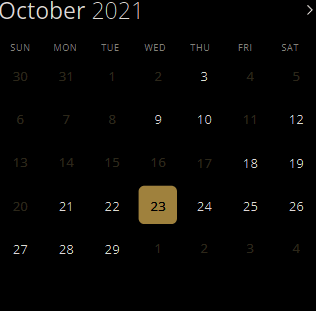 October 2021
SUN MON TUE WED THU FRI SAT
30 31 1 2 3 4 5
6 7 8 9 10 11 12
13 14 15 16 17 18 19
20 21 22 23 24 25 26
27 28 29 1 2 3 4